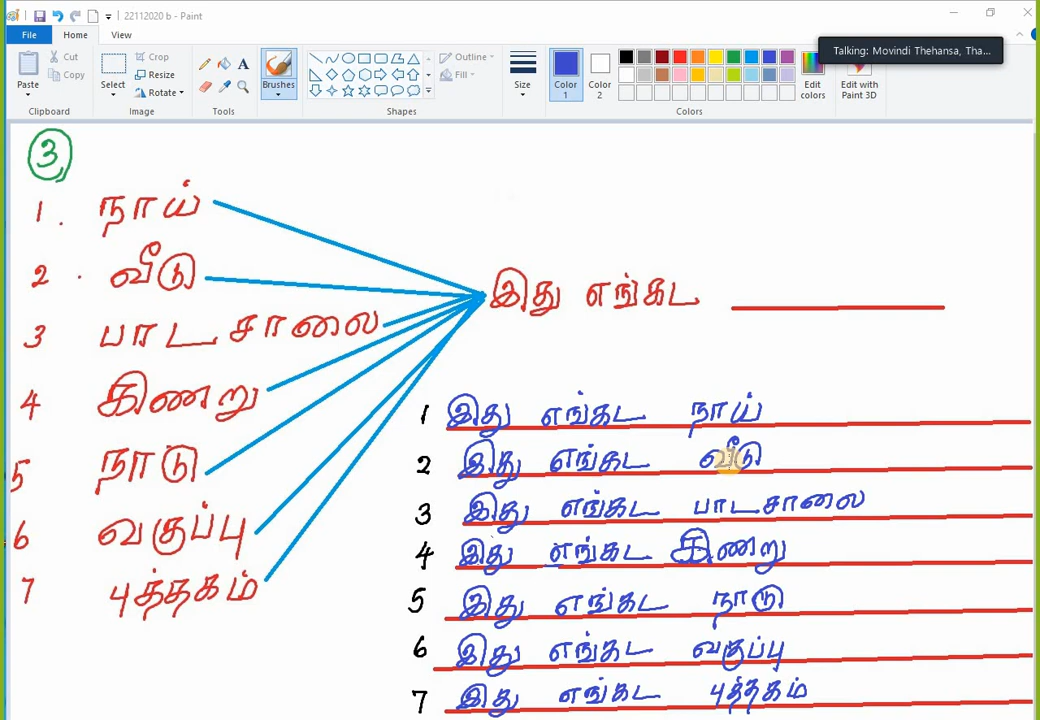 22112020 b - Paint
File Home View
Talking: Movindi Thehansa, Tha...
Paste Cut Copy Select Crop Resize Rotate A Brushes Outline Fill Size Color 1 Color 2 Edit colors Edit with Paint 3D
Clipboard Image Tools Shapes Colors
3
1. நாய்
2. வீடு
இது எங்கட ____
3 பாடசாலை
4 கிணறு
5 நாடு
6 வகுப்பு
7 புத்தகம்
1 இது எங்கட நாய்
2 இது எங்கட வீடு
3 இது எங்கட பாடசாலை
4 இது எங்கட கிணறு
5 இது எங்கட நாடு
6 இது எங்கட வகுப்பு
7 இது எங்கட புத்தகம்